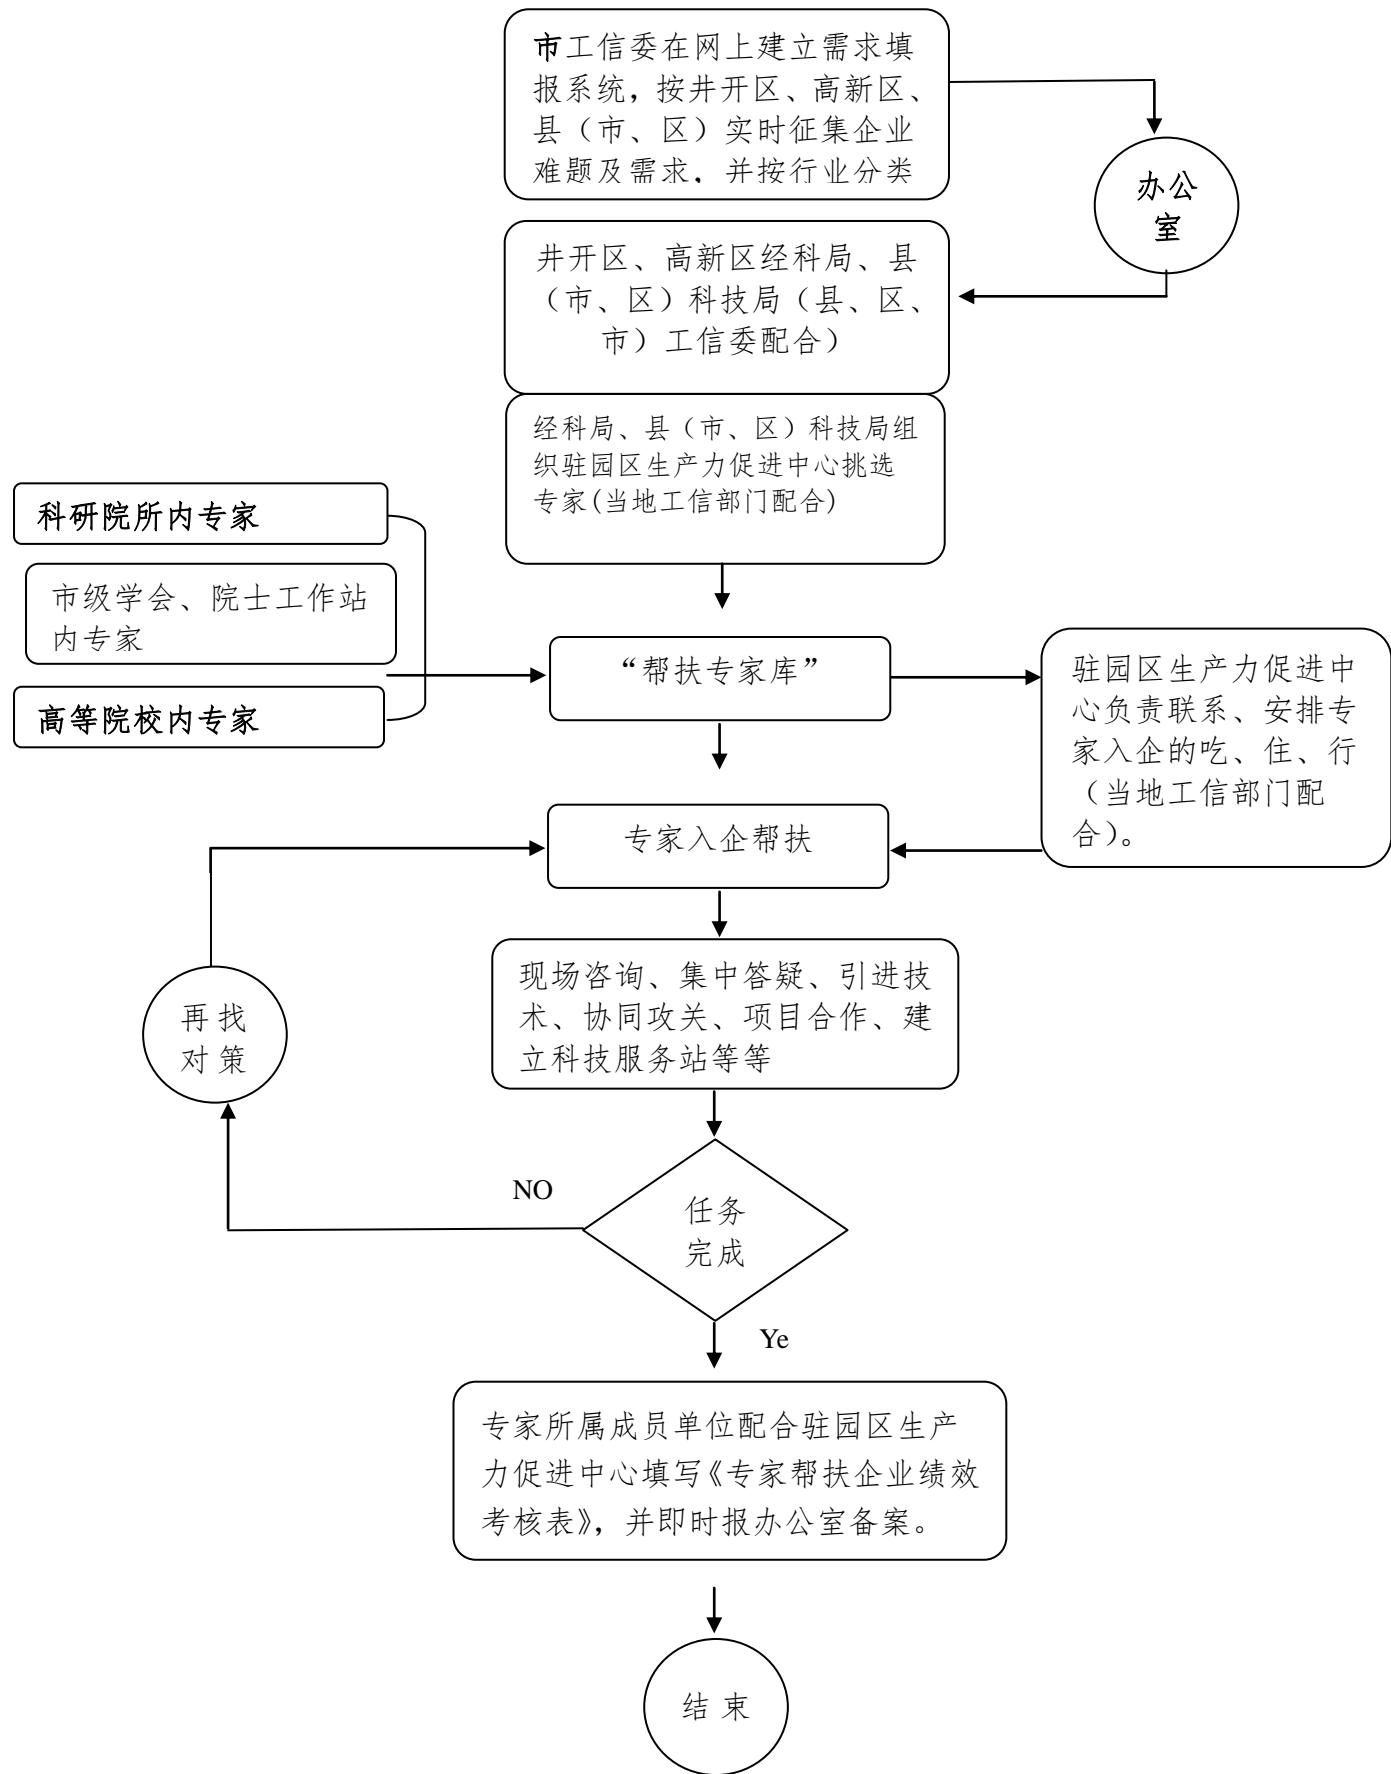 市工信委在网上建立需求填
报系统，按井开区、高新区、
县（市、区）实时征集企业
难题及需求，并按行业分类
办公
室
井开区、高新区经科局、县
（市、区）科技局（县、区、
市）工信委配合）
经科局、县（市、区）科技局组
织驻园区生产力促进中心挑选
专家(当地工信部门配合)
科研院所内专家
市级学会、院士工作站
内专家
高等院校内专家
“帮扶专家库”
驻园区生产力促进中
心负责联系、安排专
家入企的吃、住、行
（当地工信部门配
合）。
专家入企帮扶
现场咨询、集中答疑、引进技
术、协同攻关、项目合作、建
立科技服务站等等
再找
对策
NO
任务
完成
Ye
专家所属成员单位配合驻园区生产
力促进中心填写《专家帮扶企业绩效
考核表》，并即时报办公室备案。
结束